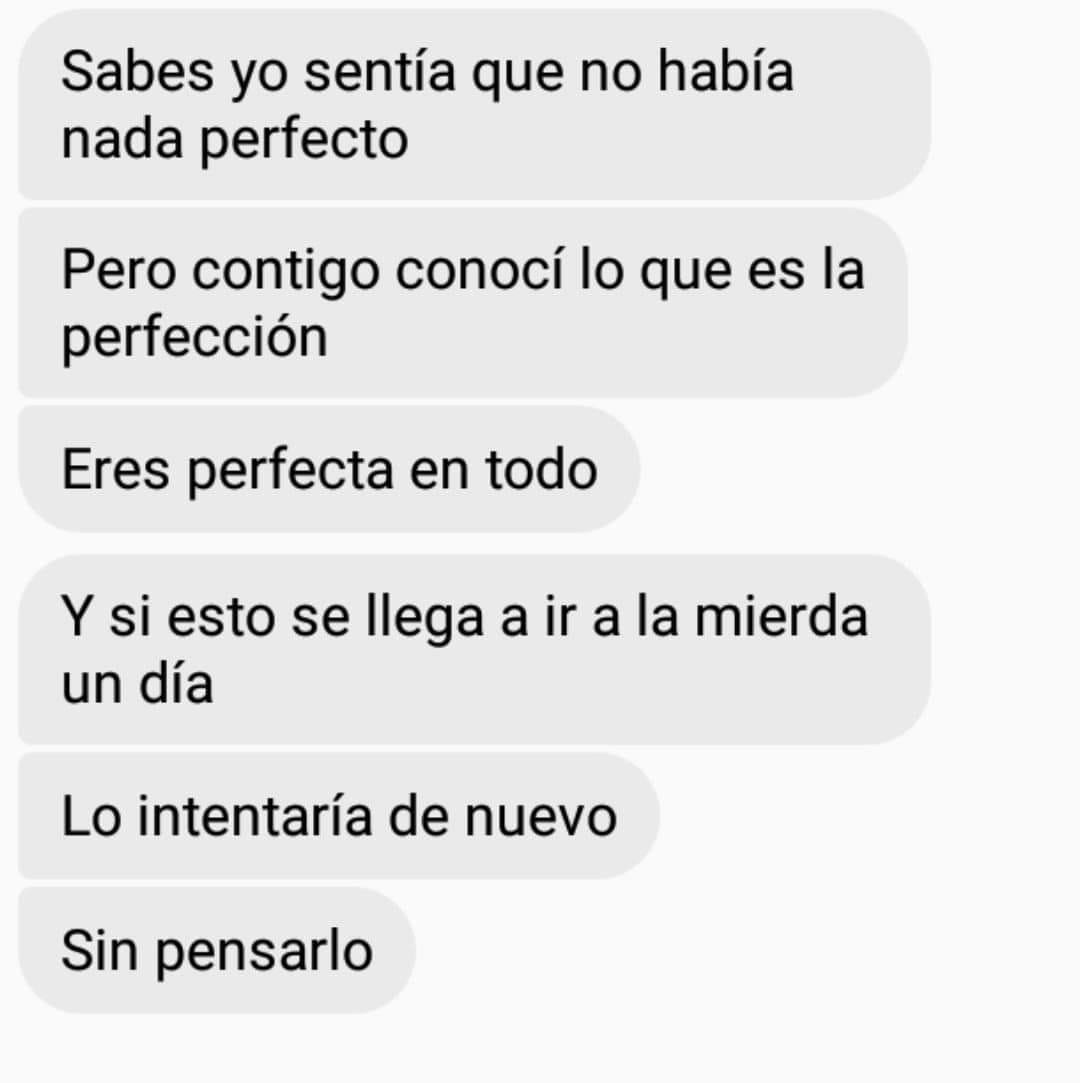 Sabes yo sentía que no había
nada perfecto
Pero contigo conocí lo que es la
perfección
Eres perfecta en todo
Y si esto se llega a ir a la mierda
un día
Lo intentaría de nuevo
Sin pensarlo